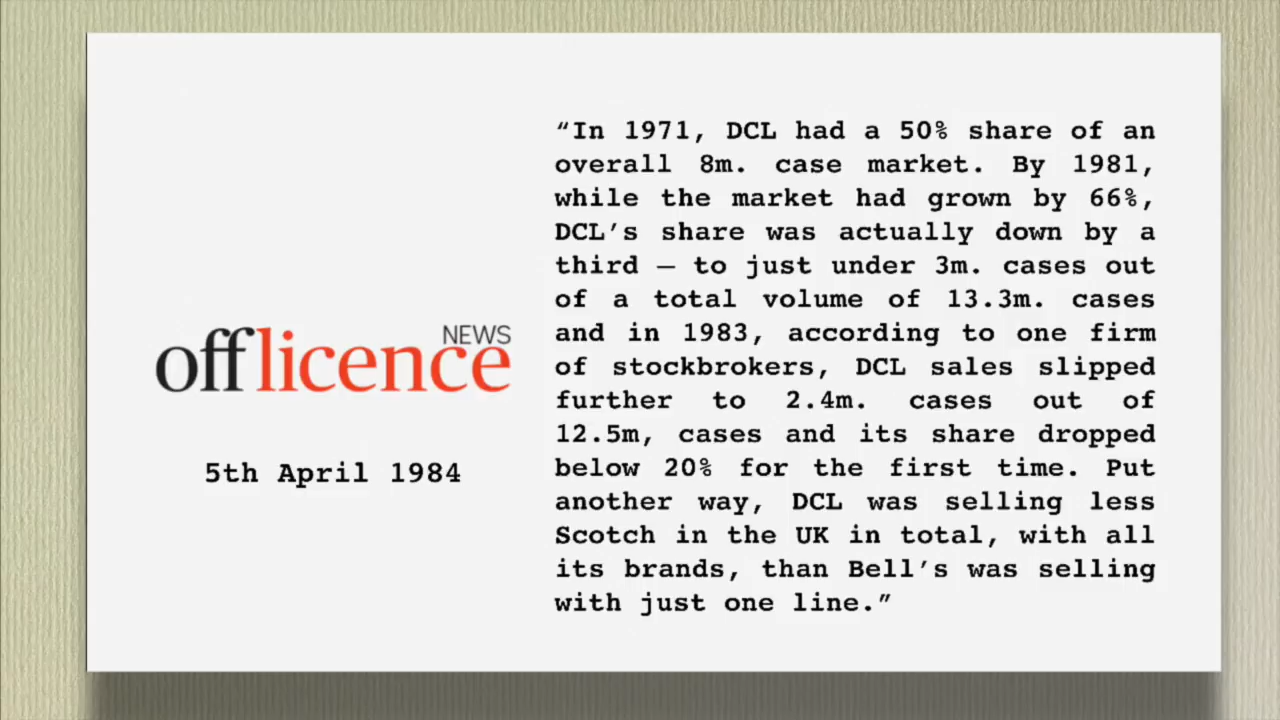 NEWS
offlicence
5th April 1984
“In 1971, DCL had a 50% share of an
overall 8m. case market. By 1981,
while the market had grown by 66%,
DCL’s share was actually down by a
third — to just under 3m. cases out
of a total volume of 13.3m. cases
and in 1983, according to one firm
of stockbrokers, DCL sales slipped
further to 2.4m. cases out of
12.5m, cases and its share dropped
below 20% for the first time. Put
another way, DCL was selling less
Scotch in the UK in total, with all
its brands, than Bell’s was selling
with just one line.”